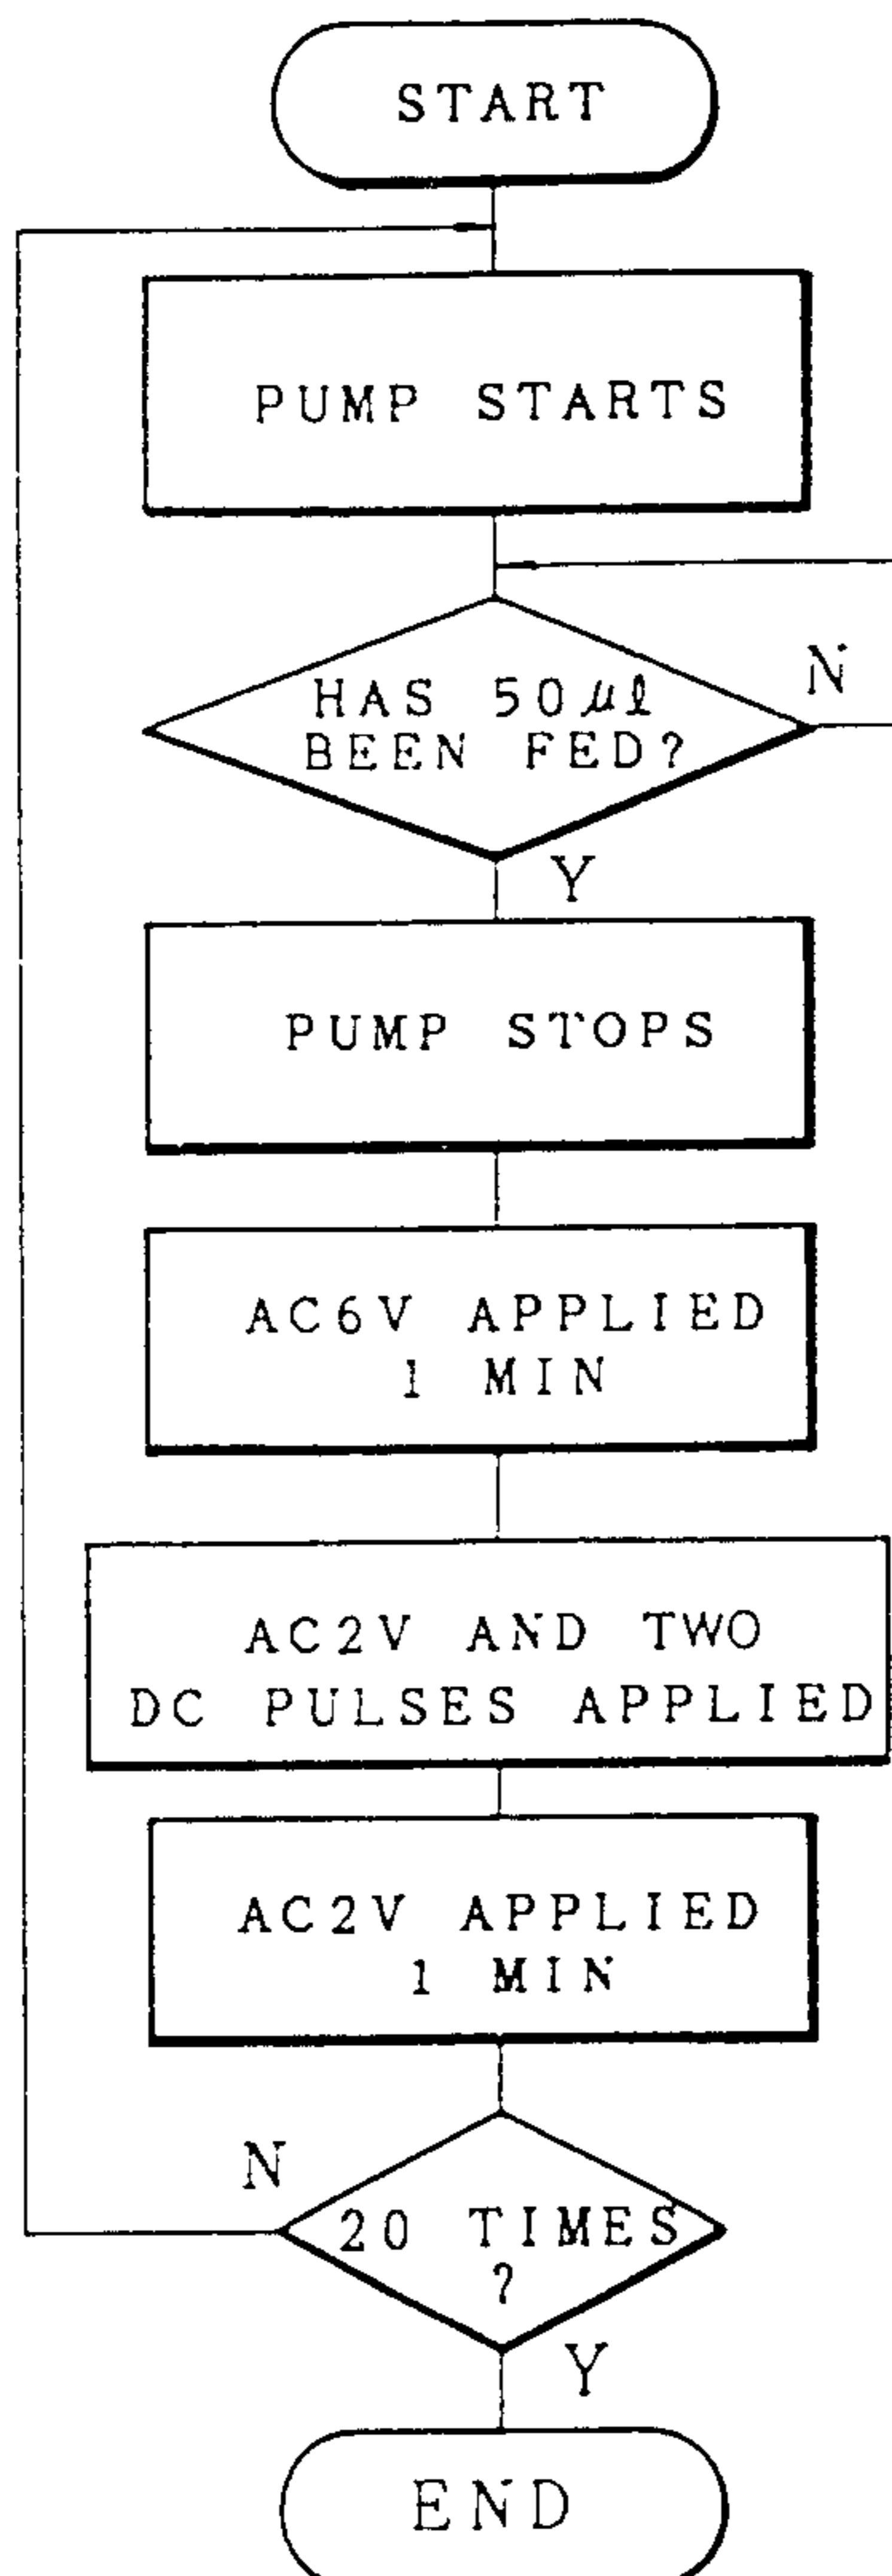 START
PUMP STARTS
HAS 50μl
BEEN FED?
N
Y
PUMP STOPS
AC6V APPLIED
1 MIN
AC2V AND TWO
DC PULSES APPLIED
AC2V APPLIED
1 MIN
N
20 TIMES
?
Y
END